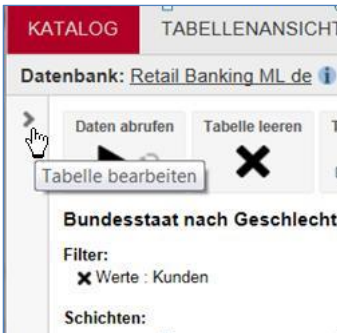 KATALOG TABELLENANSICHT
Datenbank: Retail Banking ML de
Daten abrufen Tabelle leeren
Tabelle bearbeiten
Bundesstaat nach Geschlecht
Filter:
Werte : Kunden
Schichten: